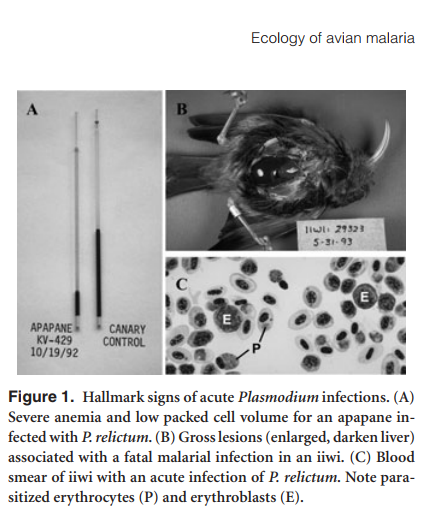 Ecology of avian malaria
A
B
APAPANE
KV-429
10/19/92
CANARY
CONTROL
IIWI: 29323
5-31-93
C
E
E
P
Figure 1. Hallmark signs of acute Plasmodium infections. (A)
Severe anemia and low packed cell volume for an apapane in-
fected with P. relictum. (B) Gross lesions (enlarged, darken liver)
associated with a fatal malarial infection in an iiwi. (C) Blood
smear of iiwi with an acute infection of P. relictum. Note para-
sitized erythrocytes (P) and erythroblasts (E).